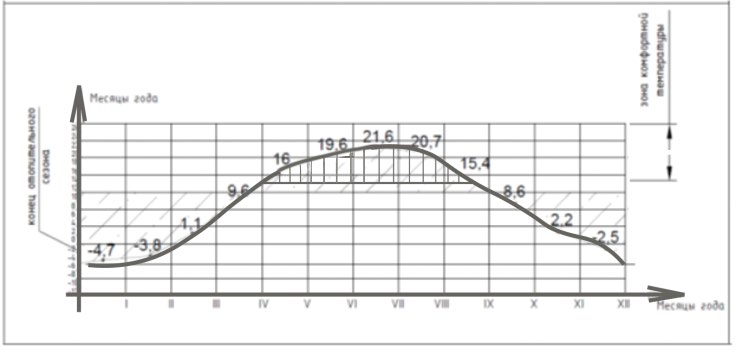 зона комфортной
температуры
Месяцы года
конец отопительного
сезона
-4,7
-3,8
1,1
9,6
16
19,6
21,6
20,7
15,4
8,6
2,2
-2,5
I II III IV V VI VII VIII IX X XI XII
Месяцы года